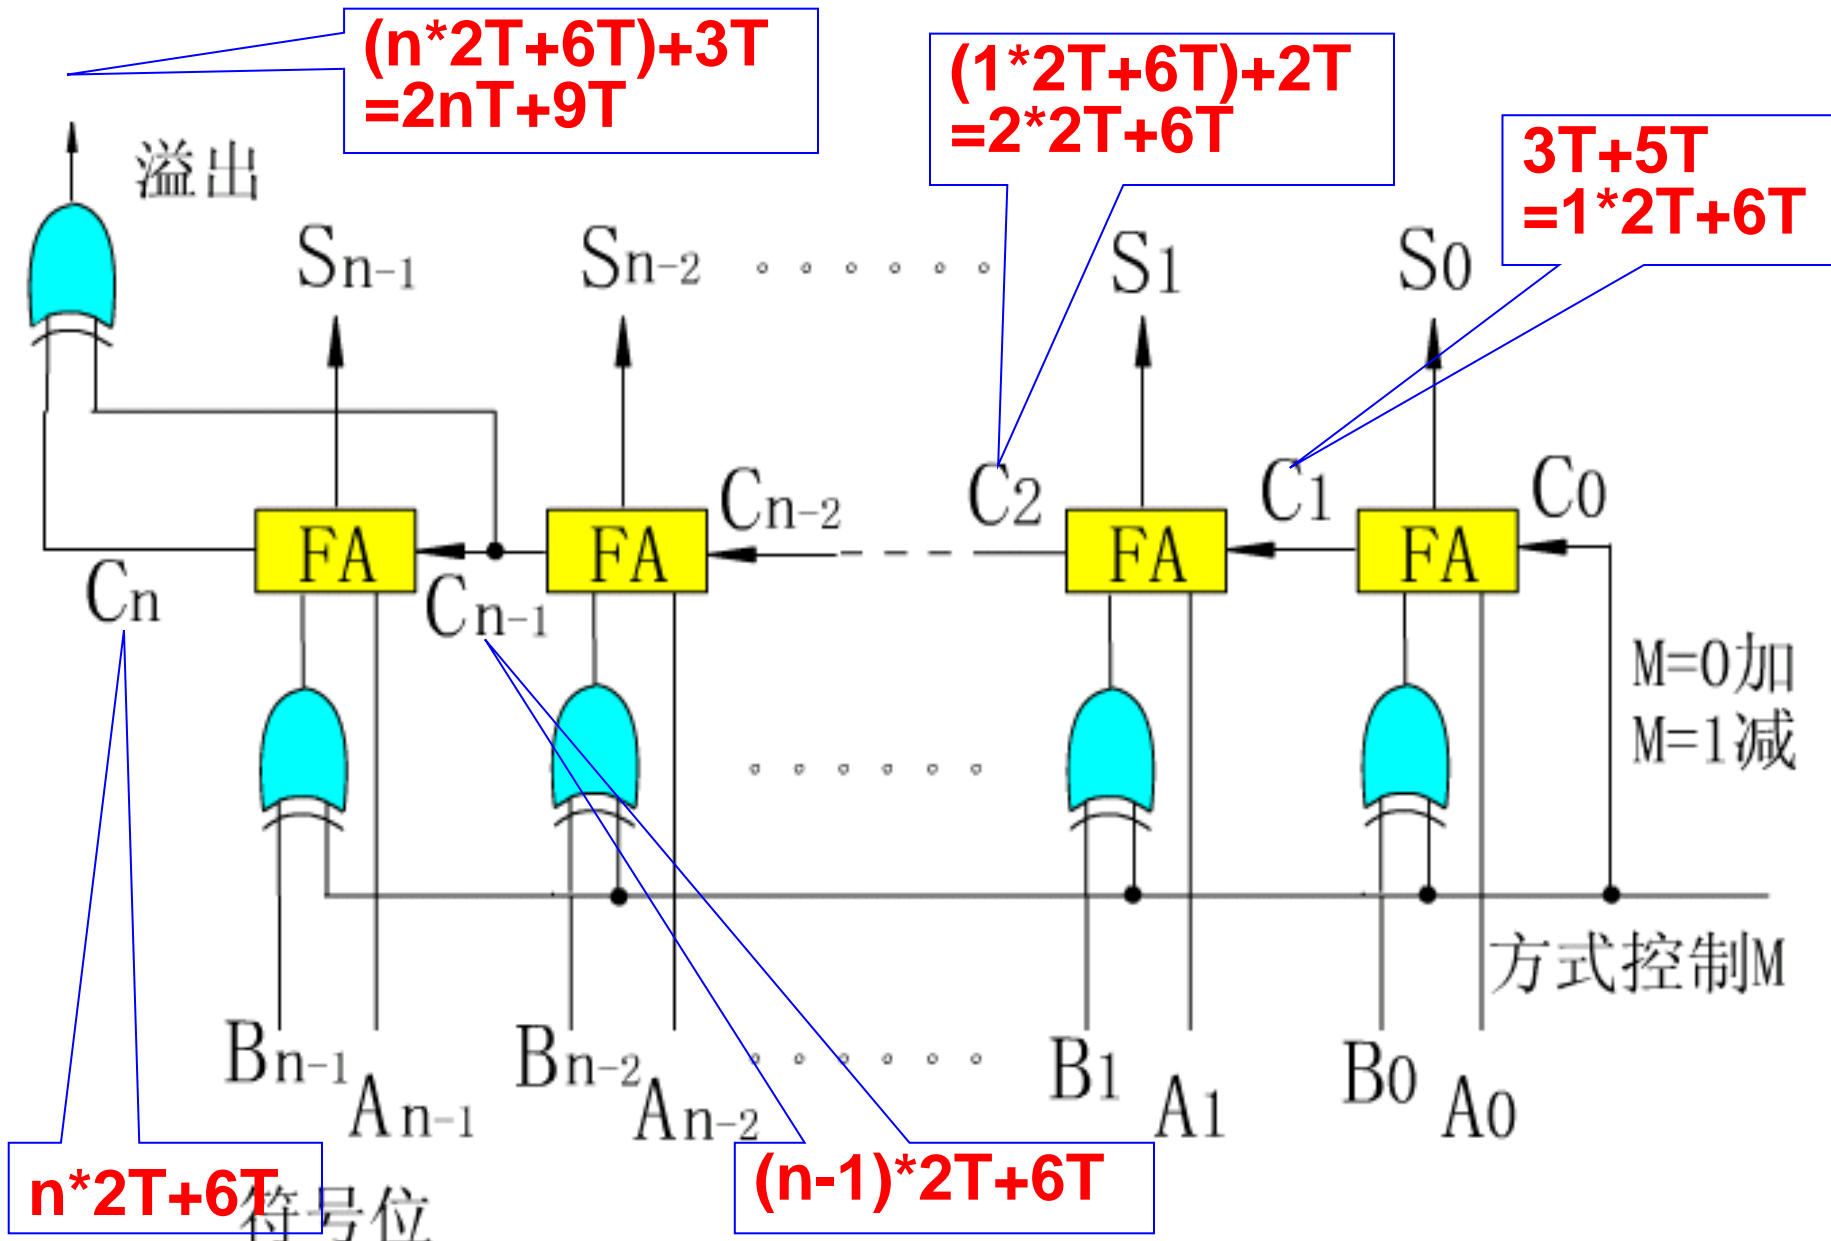 (n*2T+6T)+3T
=2nT+9T
(1*2T+6T)+2T
=2*2T+6T
3T+5T
=1*2T+6T
溢出
Sn-1
Sn-2
S1
S0
Cn-2
C2
C1
C0
FA
FA
FA
FA
Cn
Cn-1
M=0加
M=1减
方式控制M
Bn-1
An-1
Bn-2
An-2
B1
A1
B0
A0
n*2T+6T
(n-1)*2T+6T
符号位